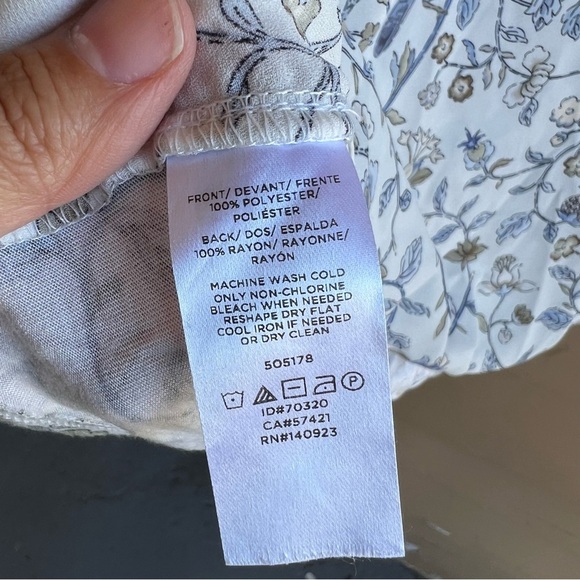 FRONT/ DEVANT/ FRENTE
100% POLYESTER/
POLIÉSTER
BACK/ DOS/ ESPALDA
100% RAYON/ RAYONNE/
RAYÓN
MACHINE WASH COLD
ONLY NON-CHLORINE
BLEACH WHEN NEEDED
RESHAPE DRY FLAT
COOL IRON IF NEEDED
OR DRY CLEAN
505178
P
ID#70320
CA#57421
RN#140923